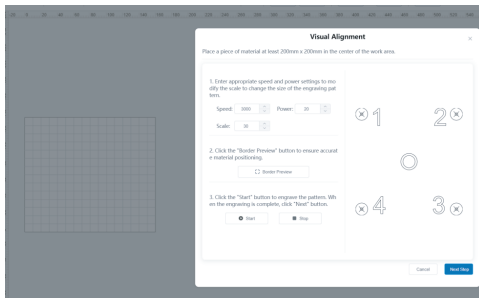 Visual Alignment
Place a piece of material at least 200mm x 200mm in the center of the work area.
1. Enter appropriate speed and power settings to mo
dify the scale to change the size of the engraving pat
tern.
Speed: 3000 Power: 20
Scale: 30
2. Click the "Border Preview" button to ensure accurat
e material positioning.
Border Preview
3. Click the "Start" button to engrave the pattern. Wh
en the engraving is complete, click "Next" button.
Start Stop
1 2
4 3
Cancel Next Step